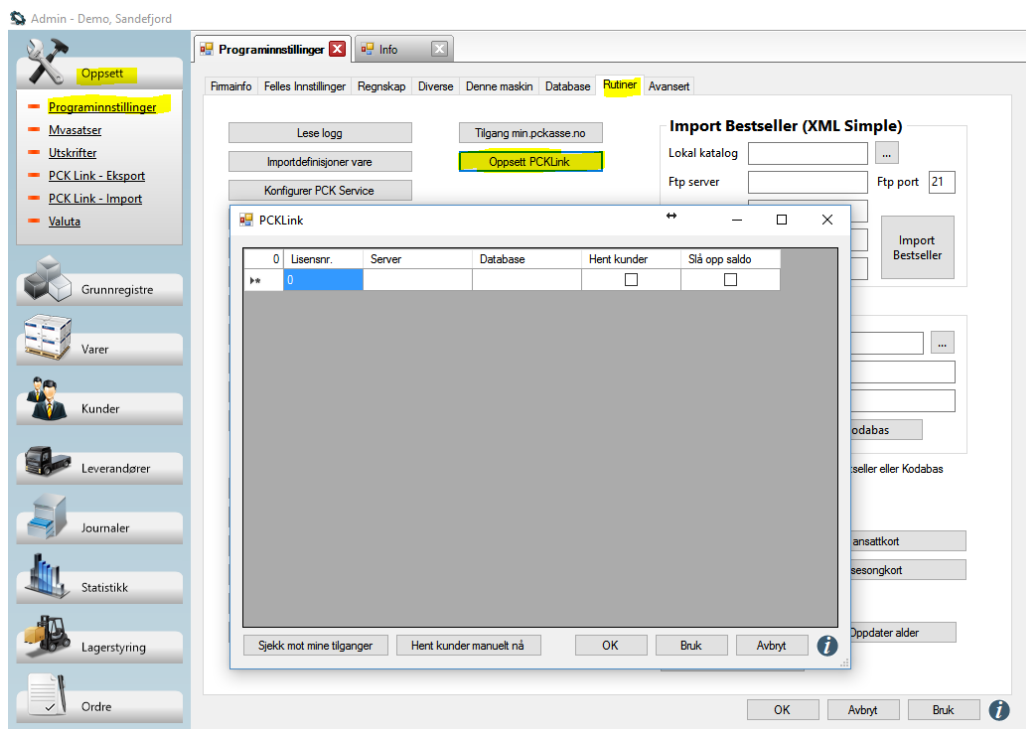 Admin - Demo, Sandefjord
Oppsett
Programinnstillinger
Mvasatser
Utskrifter
PCK Link - Eksport
PCK Link - Import
Valuta
Grunnregistre
Varer
Kunder
Leverandører
Journaler
Statistikk
Lagerstyring
Ordre
Programinnstillinger Info
Firmainfo Felles Innstillinger Regnskap Diverse Denne maskin Database Rutiner Avansert
Lese logg
Importdefinisjoner vare
Konfigurer PCK Service
Tilgang min.pckasse.no
Oppsett PCKLink
Import Bestseller (XML Simple)
Lokal katalog ...
Ftp server Ftp port 21
Import
Bestseller
...
odabas
seller eller Kodabas
ansattkort
sesongkort
Oppdater alder
PCKLink
0 Lisensnr. Server Database Hent kunder Slå opp saldo
0
Sjekk mot mine tilganger Hent kunder manuelt nå OK Bruk Avbryt
OK Avbryt Bruk